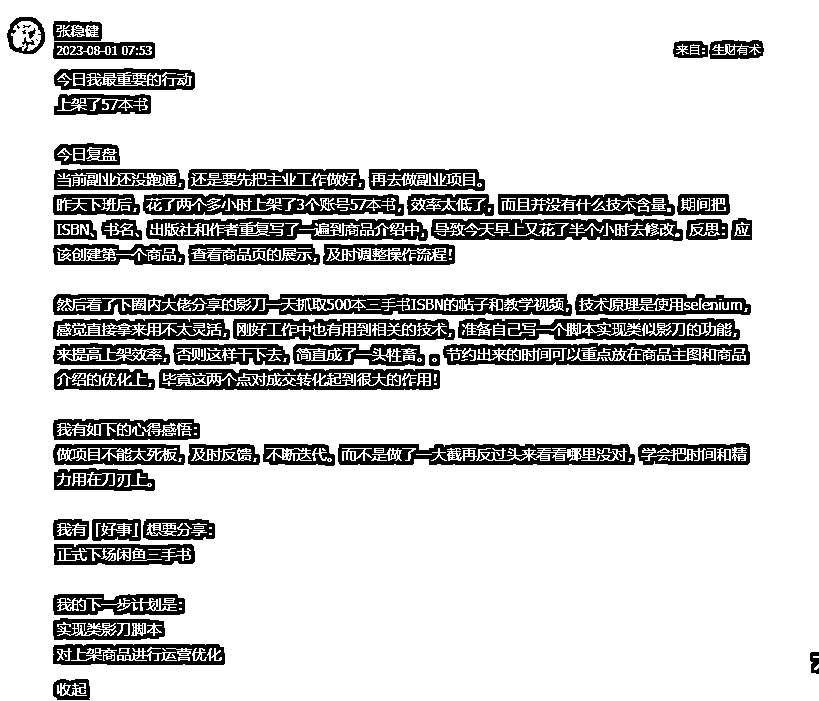 张稳健
2023-08-01 07:53
来自：生财有术
今日我最重要的行动
上架了57本书
今日复盘
当前副业还没跑通，还是要先把主业工作做好，再去做副业项目。
昨天下班后，花了两个多小时上架了3个账号57本书，效率太低了，而且并没有什么技术含量。期间把
ISBN、书名、出版社和作者重复写了一遍到商品介绍中，导致今天早上又花了半个小时去修改。反思：应
该创建第一个商品，查看商品页的展示，及时调整操作流程！
然后看了下圈内大佬分享的影刀一天抓取500本二手书ISBN的帖子和教学视频，技术原理是使用selenium，
感觉直接拿来用不太灵活，刚好工作中也有用到相关的技术，准备自己写一个脚本实现类似影刀的功能，
来提高上架效率，否则这样干下去，简直成了一头牲畜。。节约出来的时间可以重点放在商品主图和商品
介绍的优化上，毕竟这两个点对成交转化起到很大的作用！
我有如下的心得感悟：
做项目不能太死板，及时反馈，不断迭代。而不是做了一大截再反过头来看看哪里没对，学会把时间和精
力用在刀刃上。
我有「好事」想要分享：
正式下场闲鱼二手书
我的下一步计划是：
实现类影刀脚本
对上架商品进行运营优化
收起